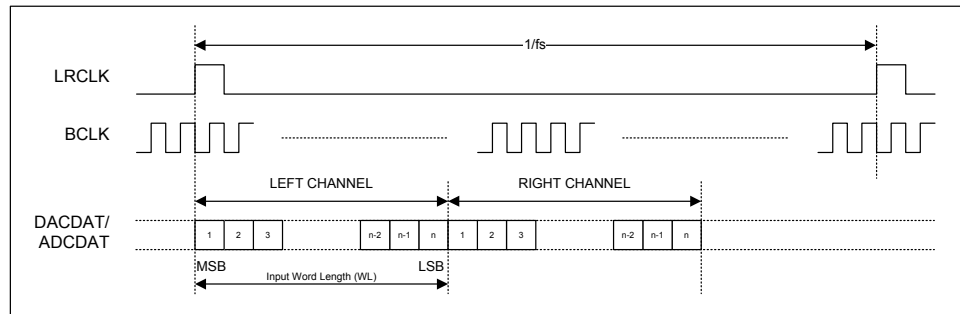 1/fs
LRCLK
BCLK
LEFT CHANNEL RIGHT CHANNEL
DACDAT/
ADCDAT
1 2 3 n-2 n-1 n 1 2 3 n-2 n-1 n
MSB LSB
Input Word Length (WL)